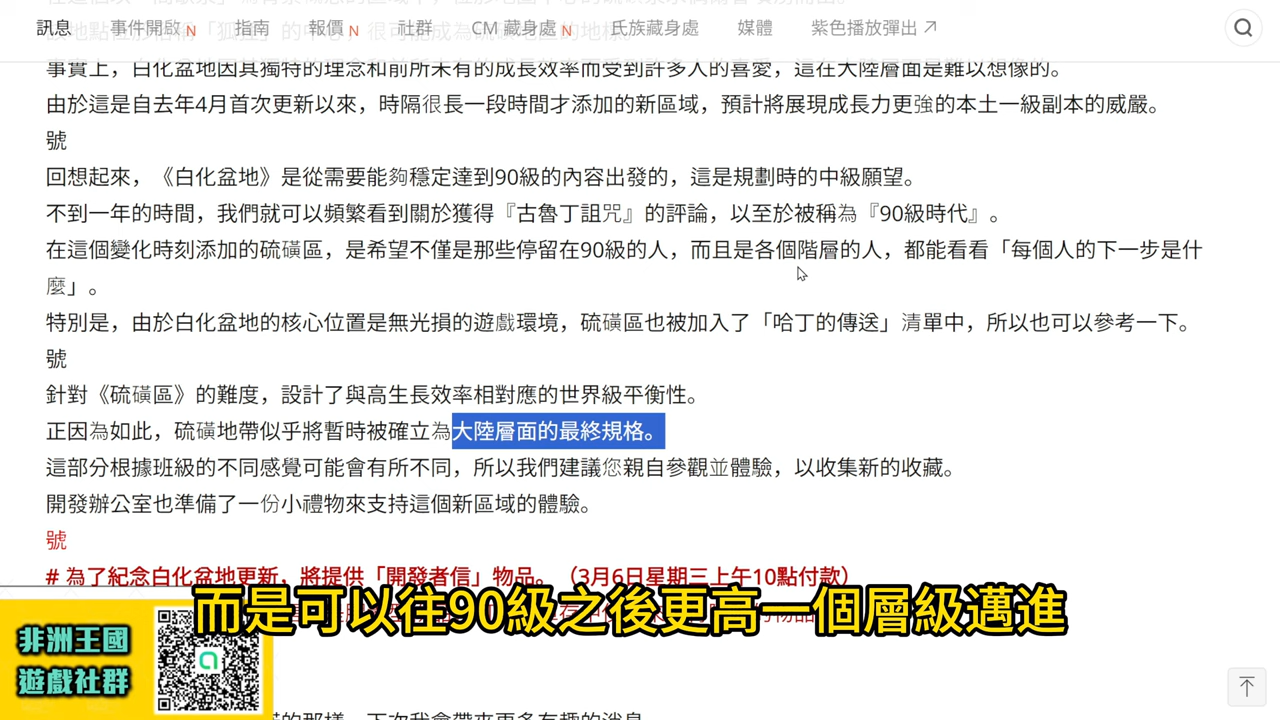 訊息 事件開啟 N 指南 報價 N 社群 CM 藏身處 N 氏族藏身處 媒體 紫色播放彈出
事實上，白化盆地因其獨特的理念和前所未有的成長效率而受到許多人的喜愛，這在大陸層面是難以想像的。
由於這是自去年4月首次更新以來，時隔很長一段時間才添加的新區域，預計將展現成長力更強的本土一級副本的威嚴。
號
回想起來，《白化盆地》是從需要能夠穩定達到90級的內容出發的，這是規劃時的中級願望。
不到一年的時間，我們就可以頻繁看到關於獲得『古魯丁詛咒』的評論，以至於被稱為『90級時代』。
在這個變化時刻添加的硫磺區，是希望不僅是那些停留在90級的人，而且是各個階層的人，都能看看「每個人的下一步是什
麼」。
特別是，由於白化盆地的核心位置是無光損的遊戲環境，硫磺區也被加入了「哈丁的傳送」清單中，所以也可以參考一下。
號
針對《硫磺區》的難度，設計了與高生長效率相對應的世界級平衡性。
正因為如此，硫磺地帶似乎將暫時被確立為大陸層面的最終規格。
這部分根據班級的不同感覺可能會有所不同，所以我們建議您親自參觀並體驗，以收集新的收藏。
開發辦公室也準備了一份小禮物來支持這個新區域的體驗。
號
# 為了紀念白化盆地更新，將提供「開發者信」物品。（3月6日星期三上午10點付款）
而是可以往90級之後更高一個層級邁進
非洲王國
遊戲社群